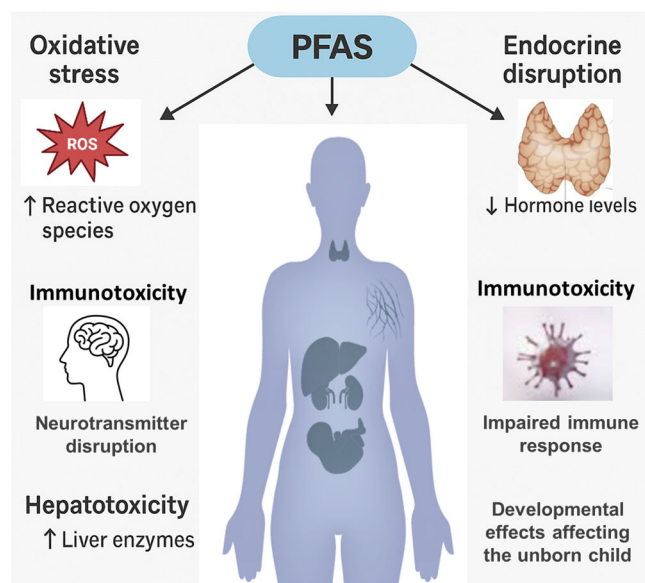 PFAS
Oxidative
stress
ROS
↑ Reactive oxygen
species
Immunotoxicity
Neurotransmitter
disruption
Hepatotoxicity
↑ Liver enzymes
Endocrine
disruption
↓ Hormone levels
Immunotoxicity
Impaired immune
response
Developmental
effects affecting
the unborn child